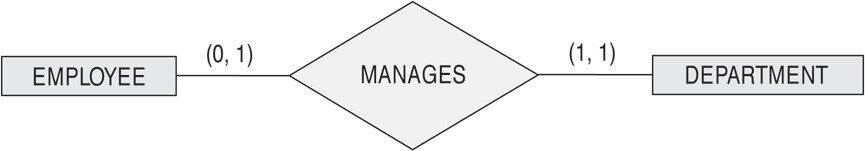 (0, 1)
(1, 1)
EMPLOYEE
MANAGES
DEPARTMENT